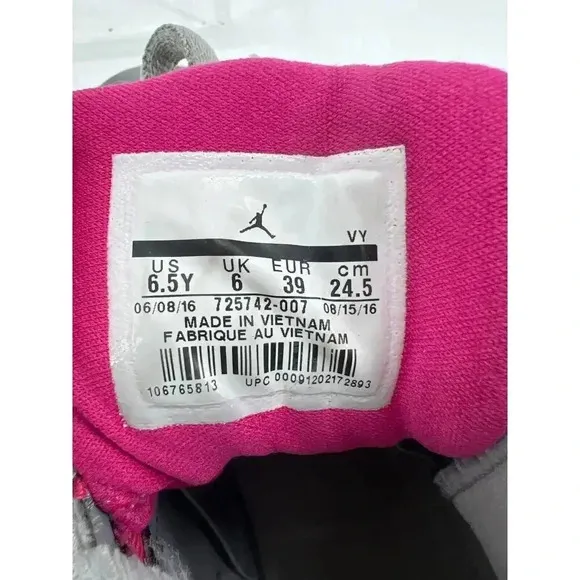 VY
US UK EUR cm
6.5Y 6 39 24.5
06/08/16 725742-007 08/15/16
MADE IN VIETNAM
FABRIQUE AU VIETNAM
106765813 UPC 00091202172893